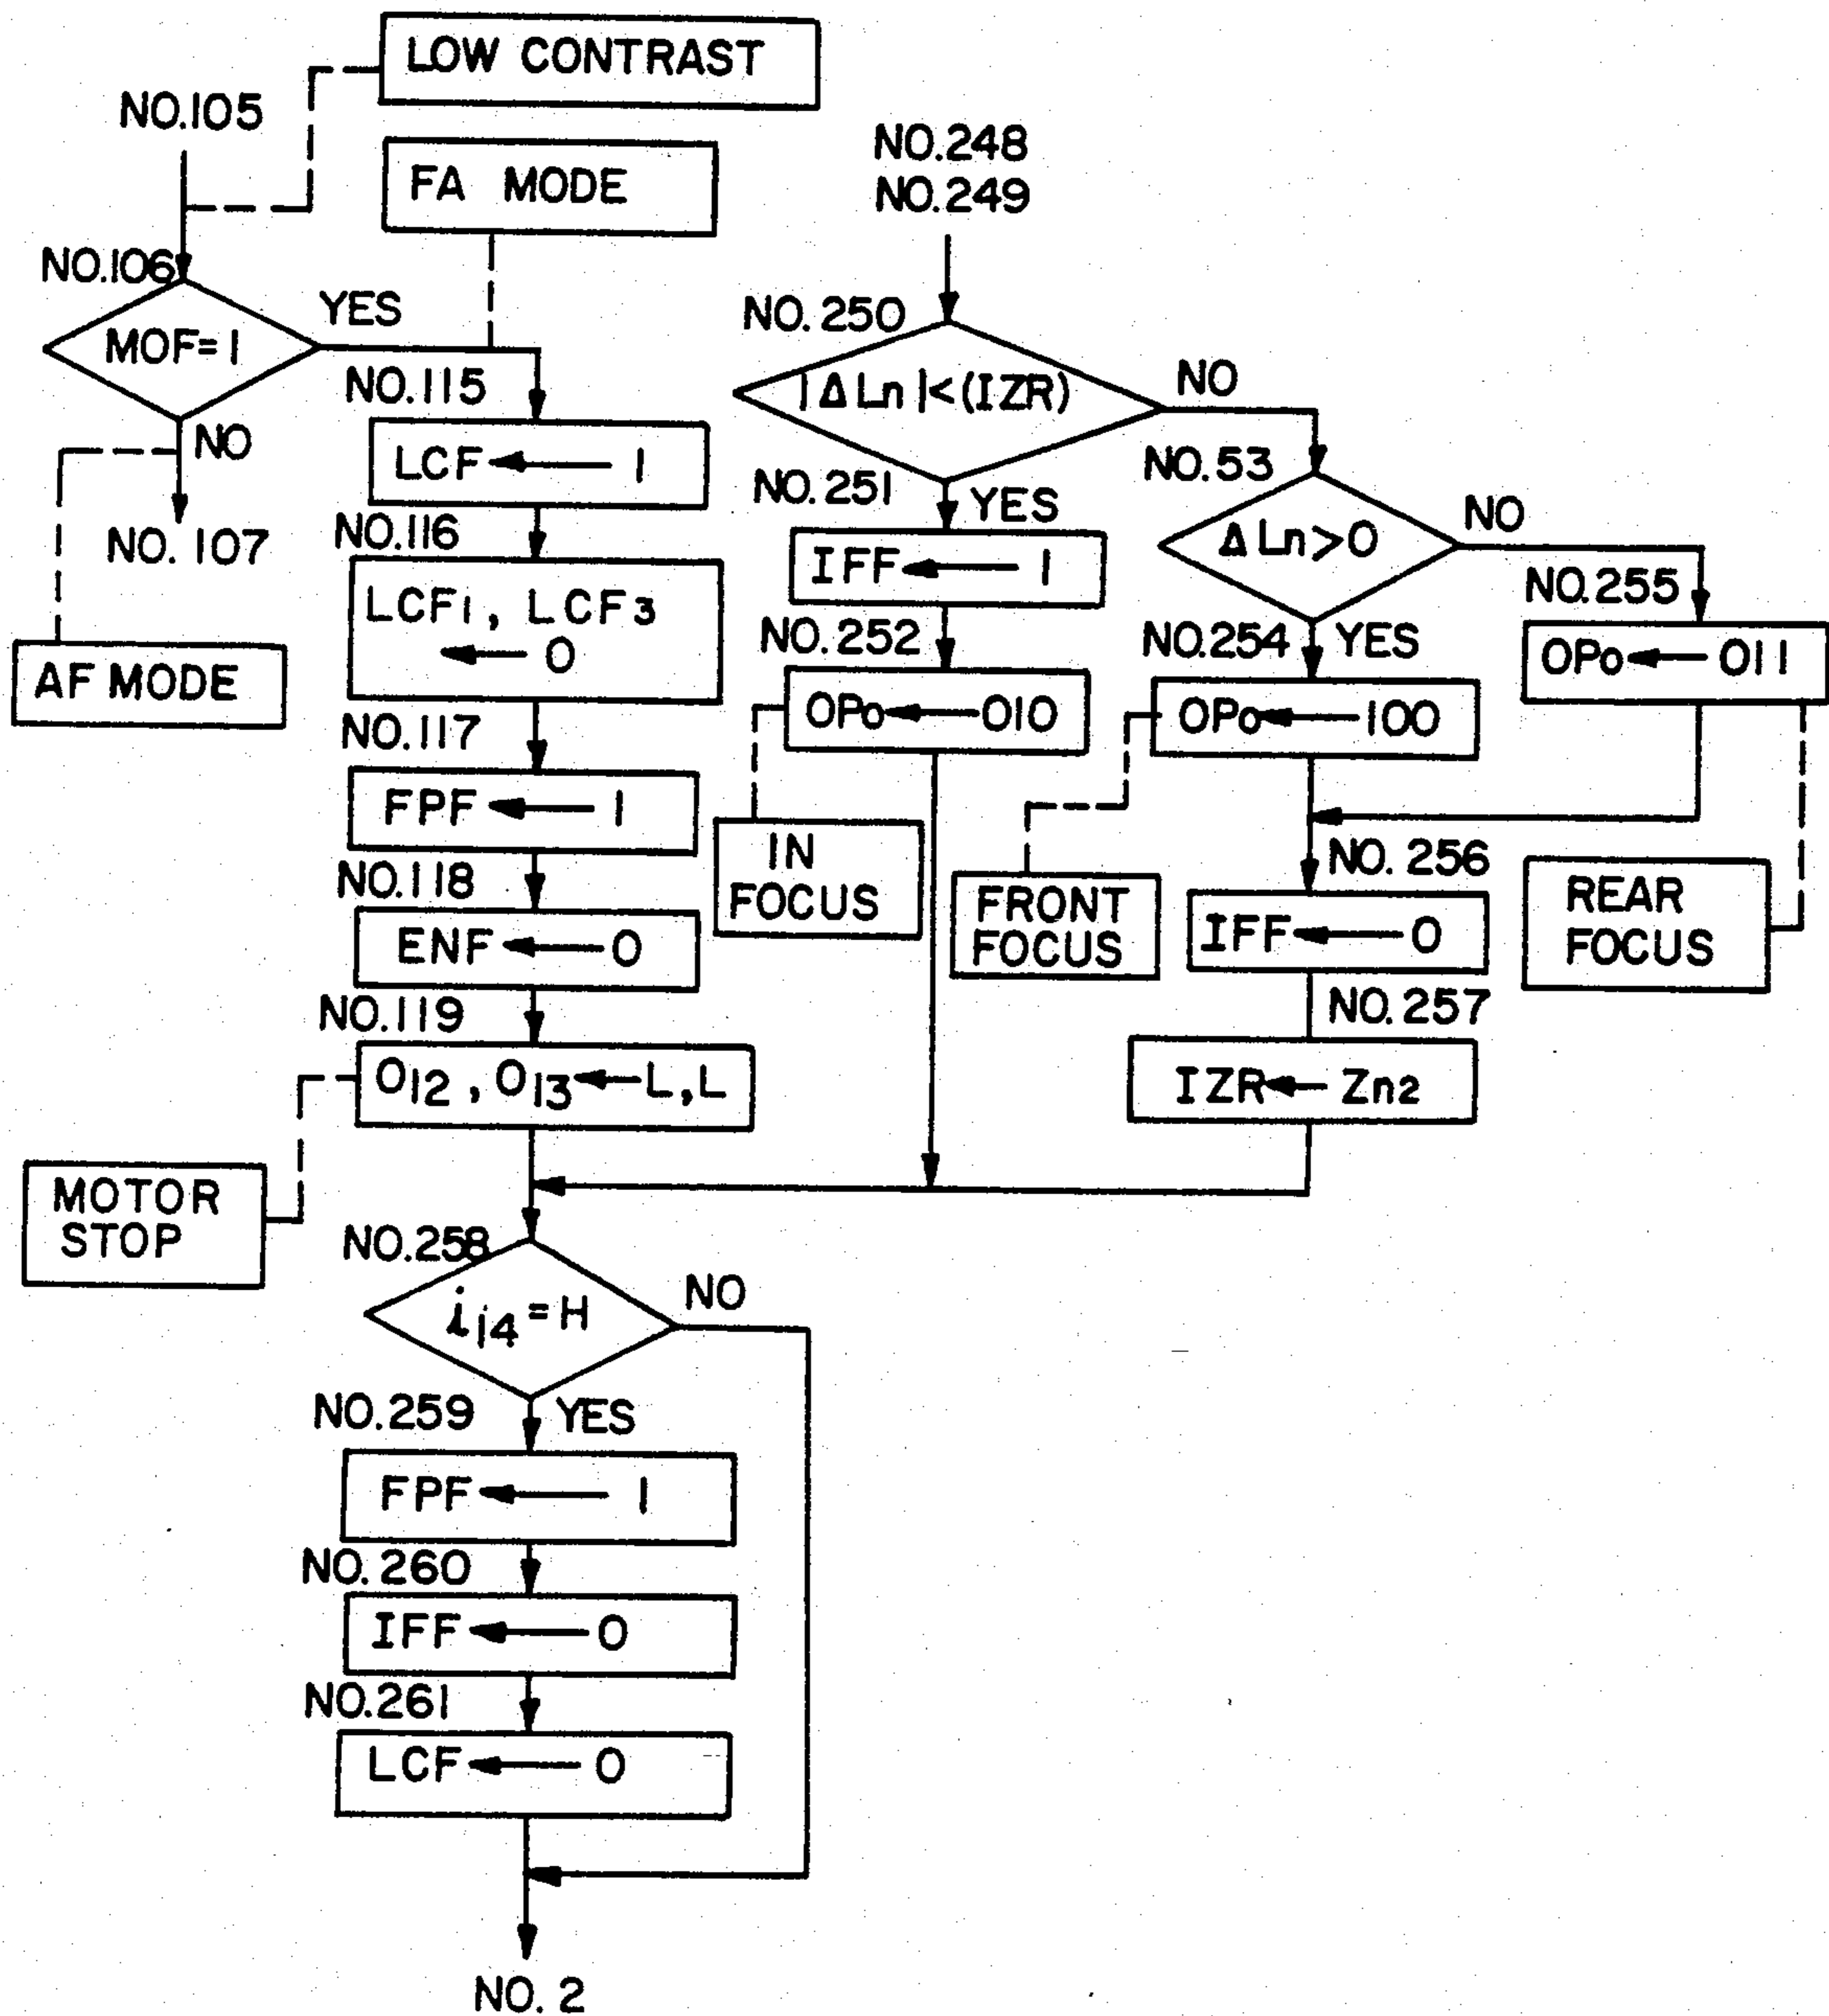 LOW CONTRAST
NO.105
FA MODE
NO.106
MOF=1
YES
NO
NO. 107
AF MODE
NO.115
LCF ← 1
NO.116
LCF1, LCF3
← 0
NO.117
FPF ← 1
NO.118
ENF ← 0
NO.119
O12, O13 ← L, L
MOTOR
STOP
NO.248
NO.249
NO. 250
|ΔLn|<(IZR)
NO
NO.251
YES
IFF ← 1
NO.252
OPo ← 010
IN
FOCUS
NO.53
ΔLn>0
NO
NO.254
YES
OPo ← 100
FRONT
FOCUS
NO.255
OPo ← 011
REAR
FOCUS
NO. 256
IFF ← 0
NO. 257
IZR ← Zn2
NO.258
i14 = H
NO
NO.259
YES
FPF ← 1
NO. 260
IFF ← 0
NO.261
LCF ← 0
NO. 2